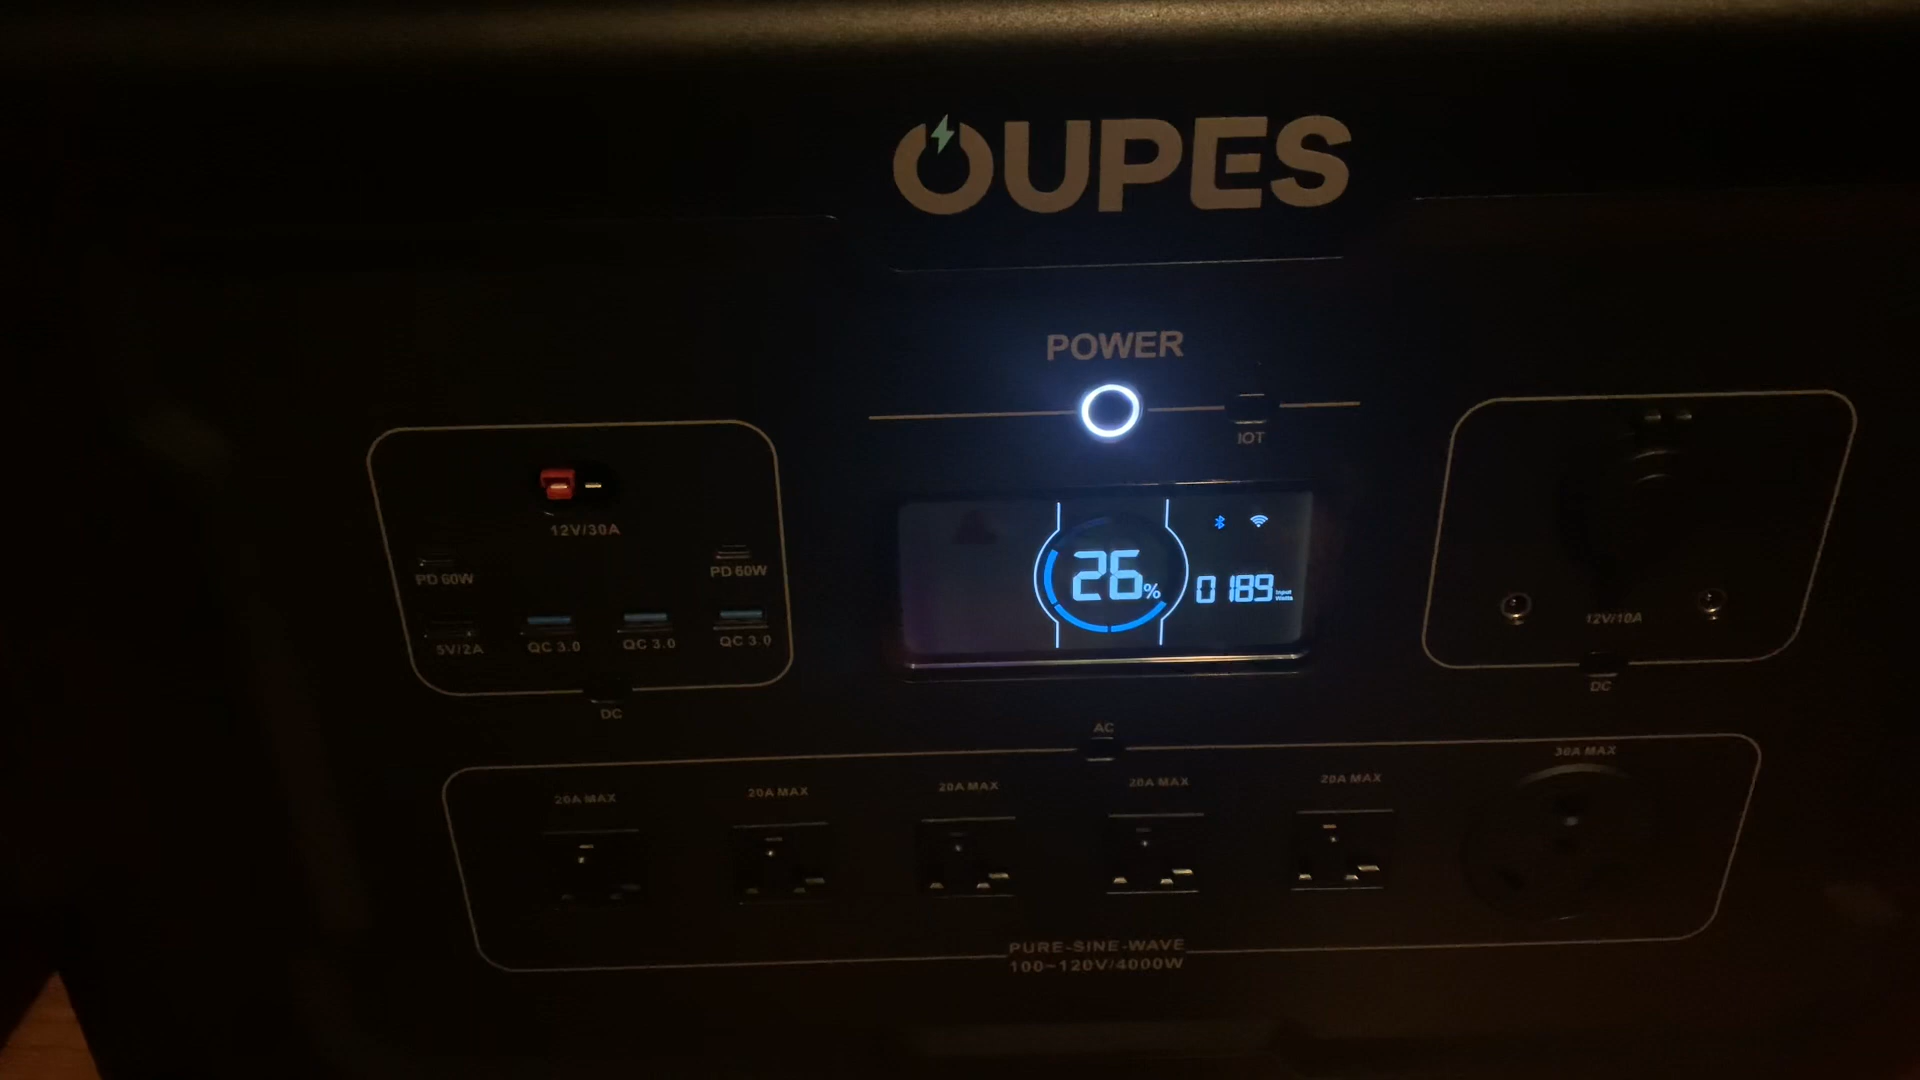 OUPES
POWER
IOT
12V/30A
PD 60W
PD 60W
5V/2A
QC 3.0
QC 3.0
QC 3.0
DC
26%
0189 Input Watts
12V/10A
DC
AC
20A MAX
20A MAX
20A MAX
20A MAX
20A MAX
30A MAX
PURE-SINE-WAVE
100~120V/4000W